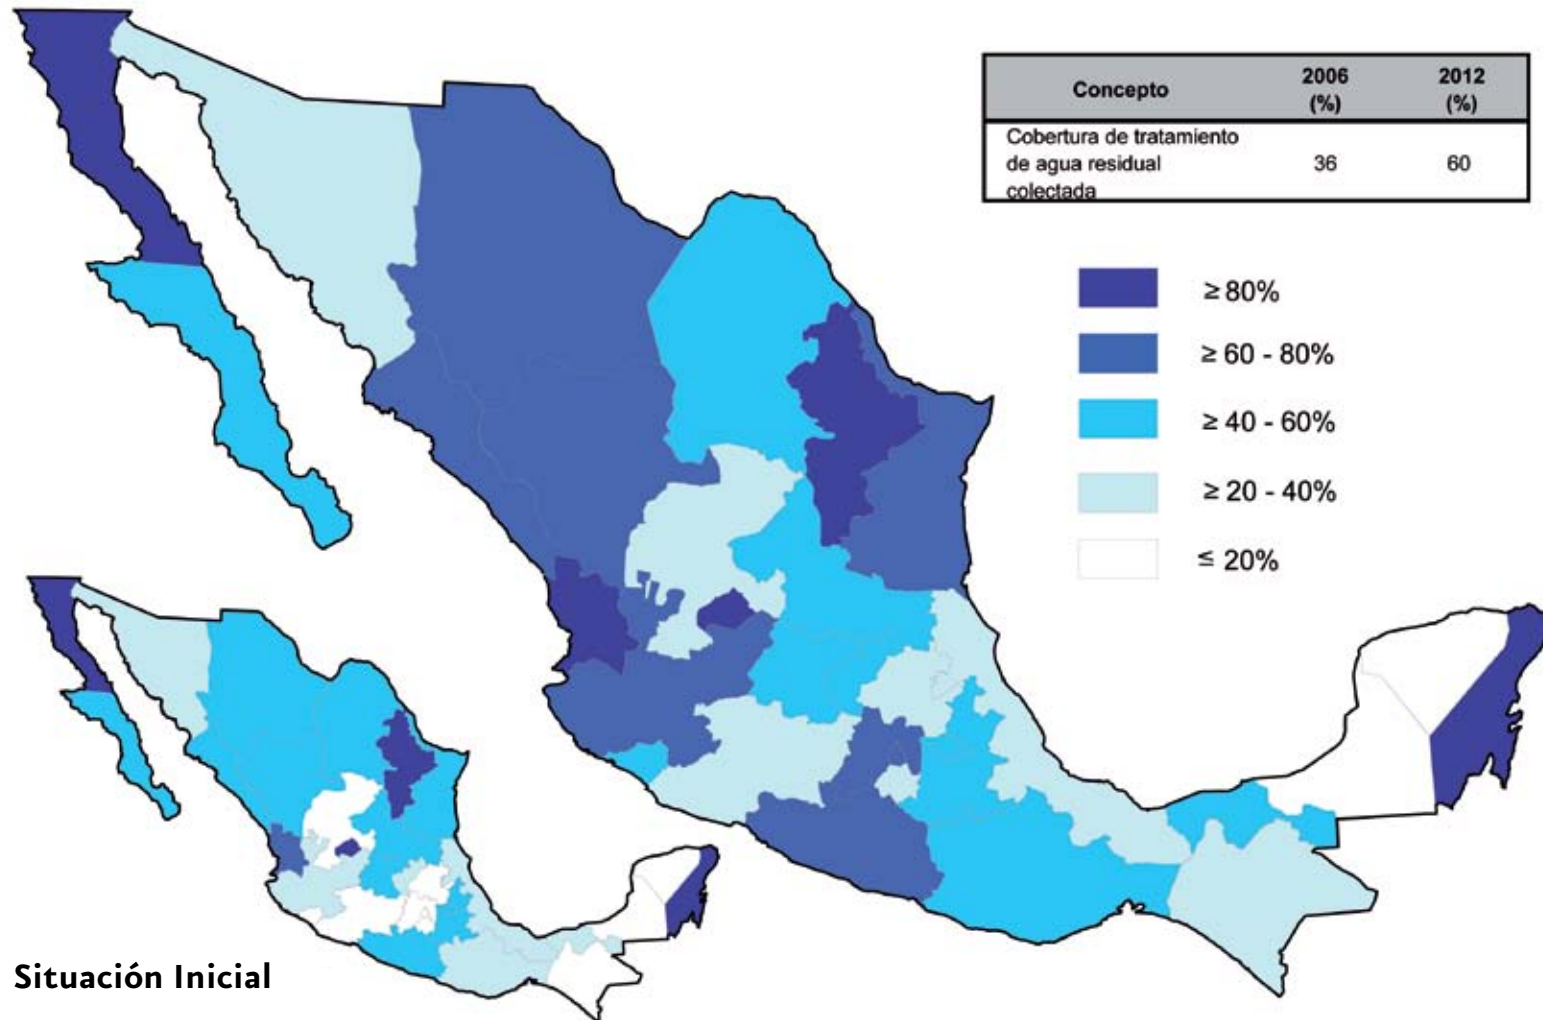 Concepto 2006 (%) 2012 (%)
Cobertura de tratamiento
de agua residual 36 60
colectada
≥ 80%
≥ 60 - 80%
≥ 40 - 60%
≥ 20 - 40%
≤ 20%
Situación Inicial